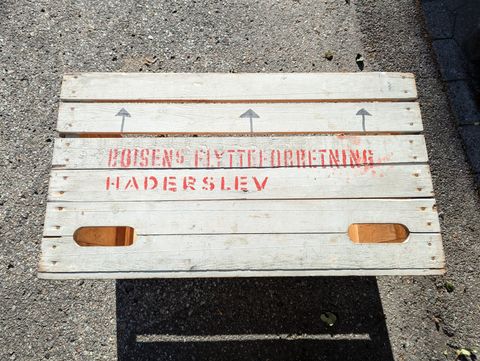 BOISENS FLYTTEFORRETNING
HADERSLEV